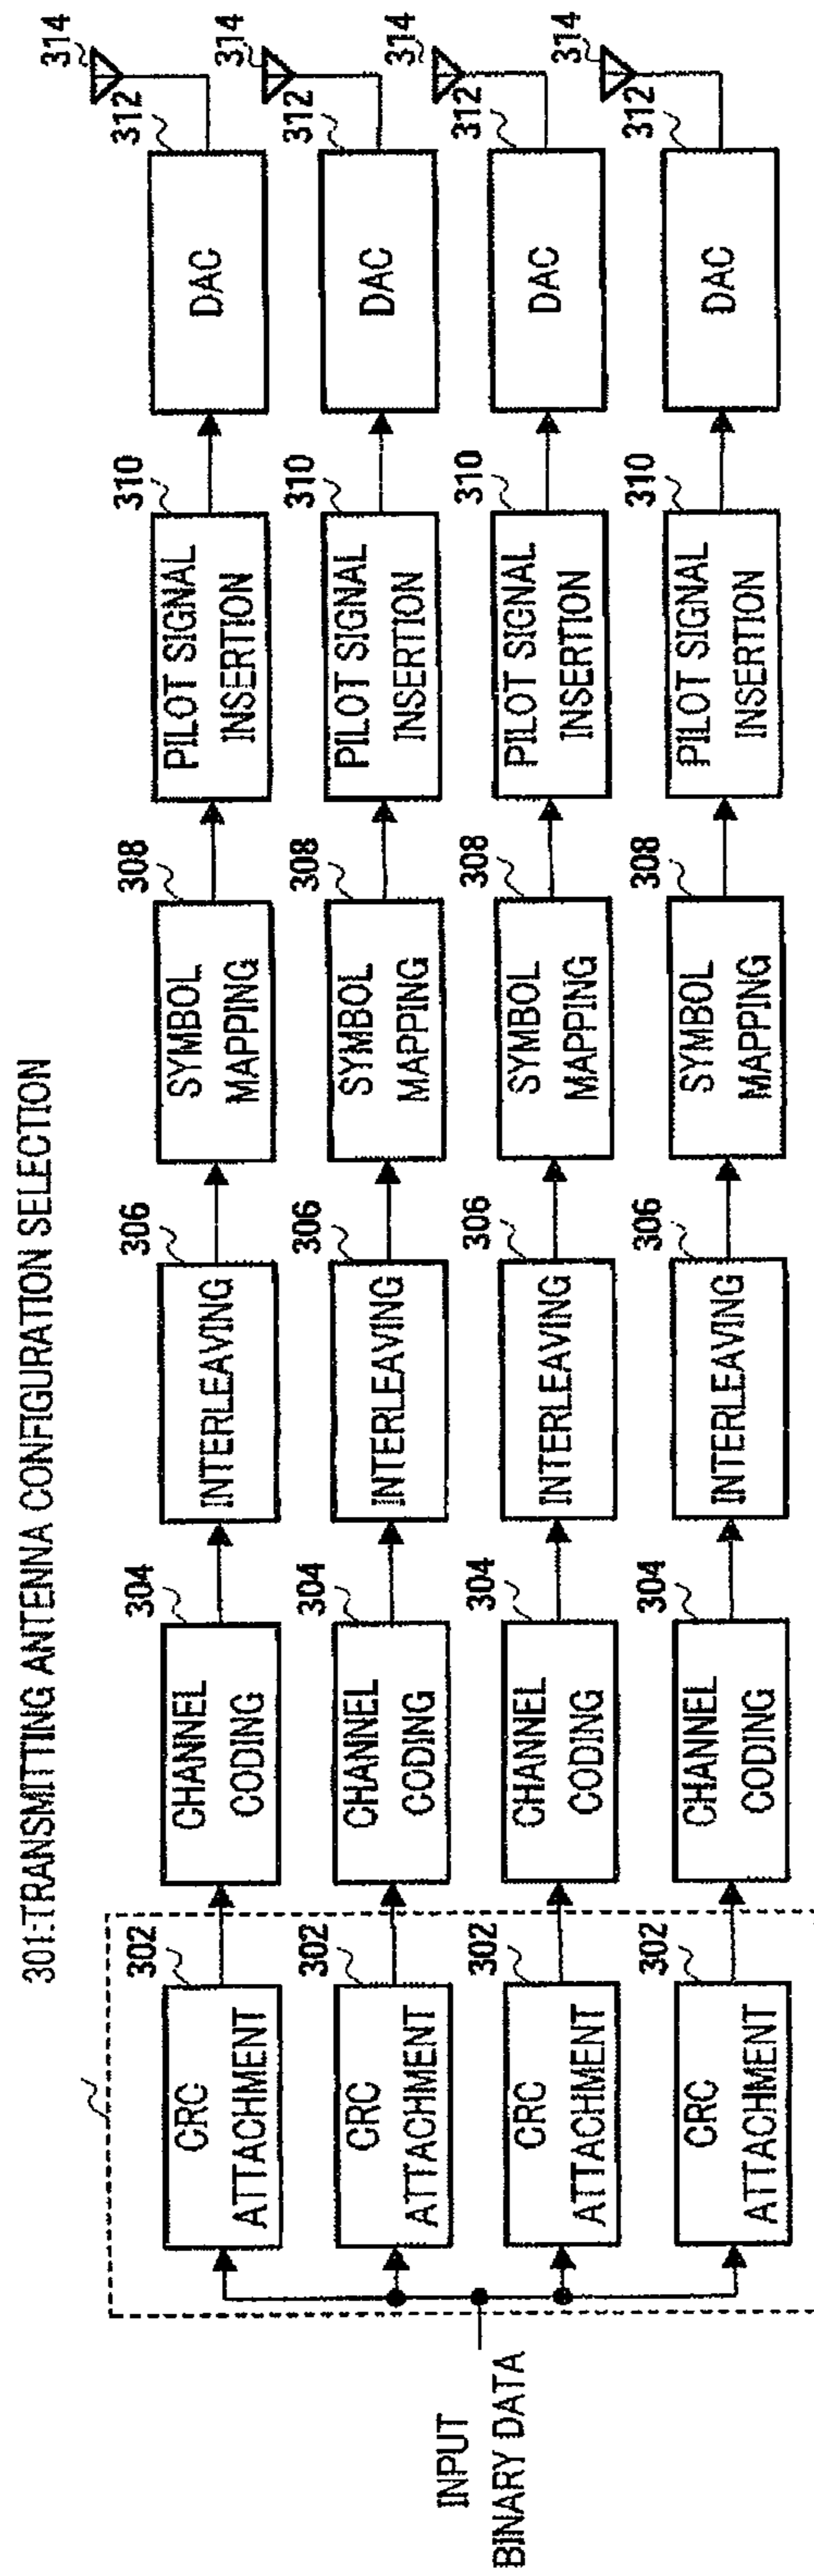 301:TRANSMITTING ANTENNA CONFIGURATION SELECTION
INPUT
BINARY DATA
302
CRC
ATTACHMENT
304
CHANNEL
CODING
306
INTERLEAVING
308
SYMBOL
MAPPING
310
PILOT SIGNAL
INSERTION
312
DAC
314
302
CRC
ATTACHMENT
304
CHANNEL
CODING
306
INTERLEAVING
308
SYMBOL
MAPPING
310
PILOT SIGNAL
INSERTION
312
DAC
314
302
CRC
ATTACHMENT
304
CHANNEL
CODING
306
INTERLEAVING
308
SYMBOL
MAPPING
310
PILOT SIGNAL
INSERTION
312
DAC
314
302
CRC
ATTACHMENT
304
CHANNEL
CODING
306
INTERLEAVING
308
SYMBOL
MAPPING
310
PILOT SIGNAL
INSERTION
312
DAC
314